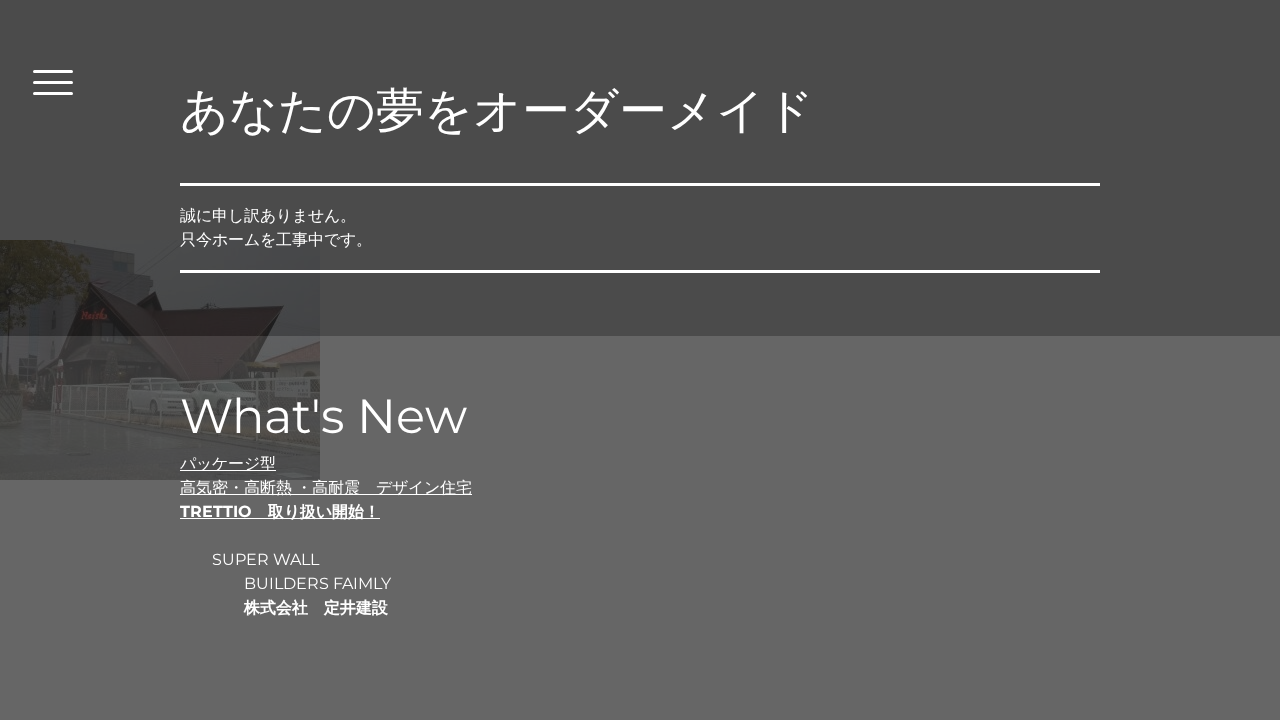 あなたの夢をオーダーメイド
誠に申し訳ありません。
只今ホームを工事中です。
What's New
パッケージ型
高気密・高断熱 ・高耐震　デザイン住宅
TRETTIO　取り扱い開始！
SUPER WALL
BUILDERS FAIMLY
株式会社　定井建設